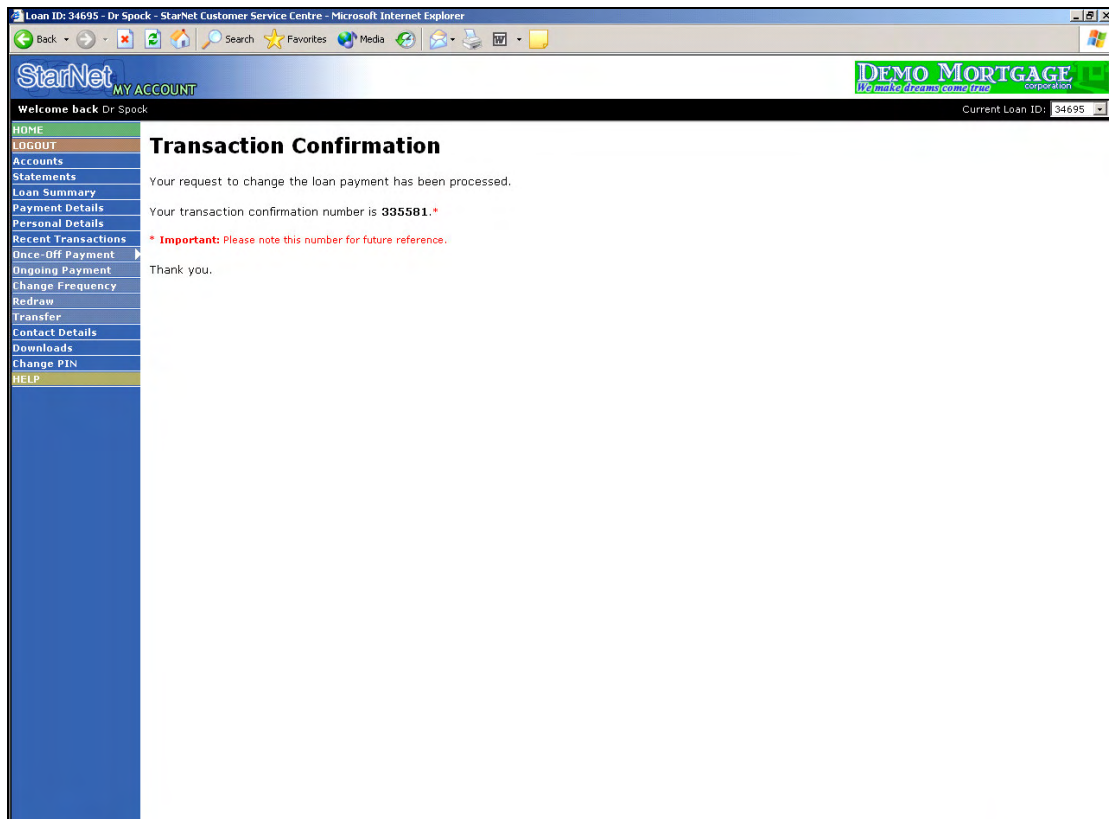 Loan ID: 34695 - Dr Spock - StarNet Customer Service Centre - Microsoft Internet Explorer
Back Search Favorites Media
StarNet MY ACCOUNT
DEMO MORTGAGE
We make dreams come true corporation
Welcome back Dr Spock Current Loan ID: 34695
HOME
LOGOUT
Accounts
Statements
Loan Summary
Payment Details
Personal Details
Recent Transactions
Once-Off Payment
Ongoing Payment
Change Frequency
Redraw
Transfer
Contact Details
Downloads
Change PIN
HELP
Transaction Confirmation
Your request to change the loan payment has been processed.
Your transaction confirmation number is 335581.*
* Important: Please note this number for future reference.
Thank you.